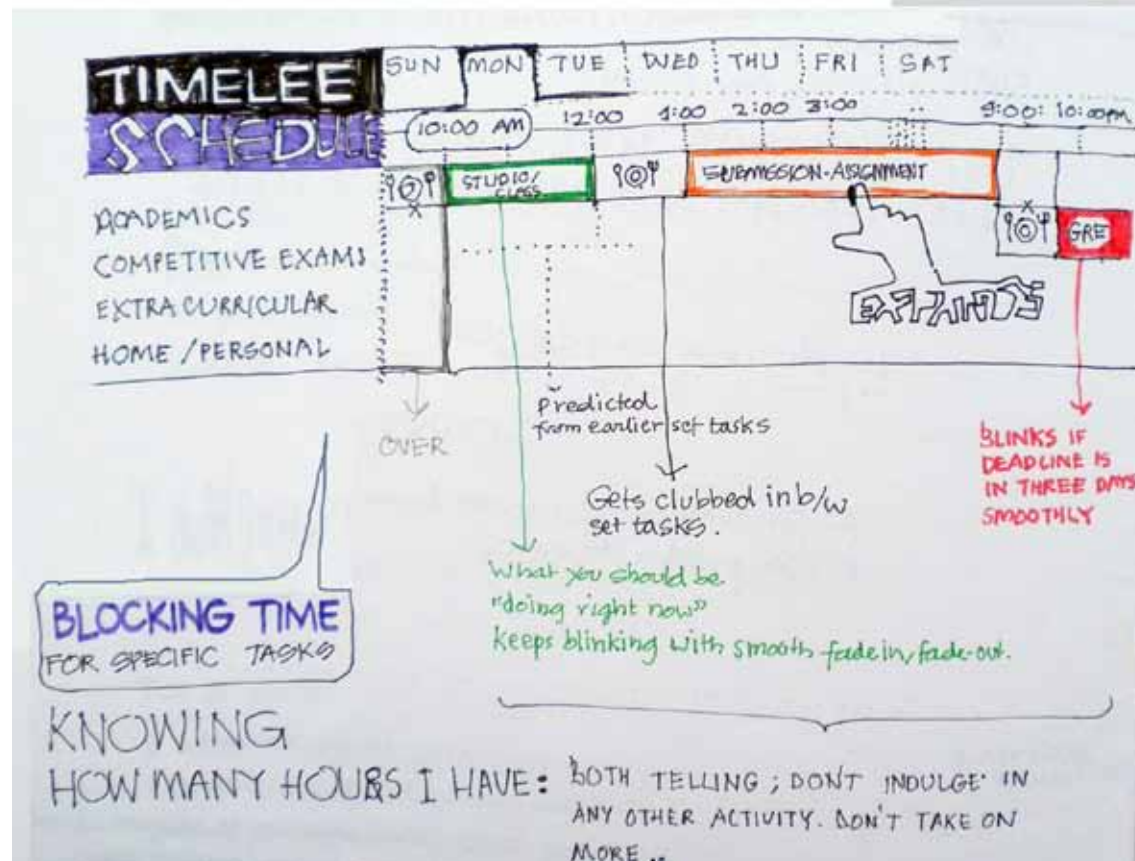 TIMELEE
SCHEDULE
SUN MON TUE WED THU FRI SAT
10:00 AM 12:00 1:00 2:00 3:00 9:00: 10:00PM
STUDIO/
CLASS
SUBMISSION-ASSIGNMENT
GRE
EXPANDS
ACADEMICS
COMPETITIVE EXAMS
EXTRA CURRICULAR
HOME / PERSONAL
OVER
Predicted
from earlier set tasks
Gets clubbed in b/w
set tasks.
BLINKS IF
DEADLINE IS
IN THREE DAYS
SMOOTHLY
What you should be
"doing right now"
keeps blinking with smooth fade in, fade-out.
BLOCKING TIME
FOR SPECIFIC TASKS
KNOWING
HOW MANY HOURS I HAVE:
BOTH TELLING ; DONT INDULGE IN
ANY OTHER ACTIVITY. DON'T TAKE ON
MORE ..